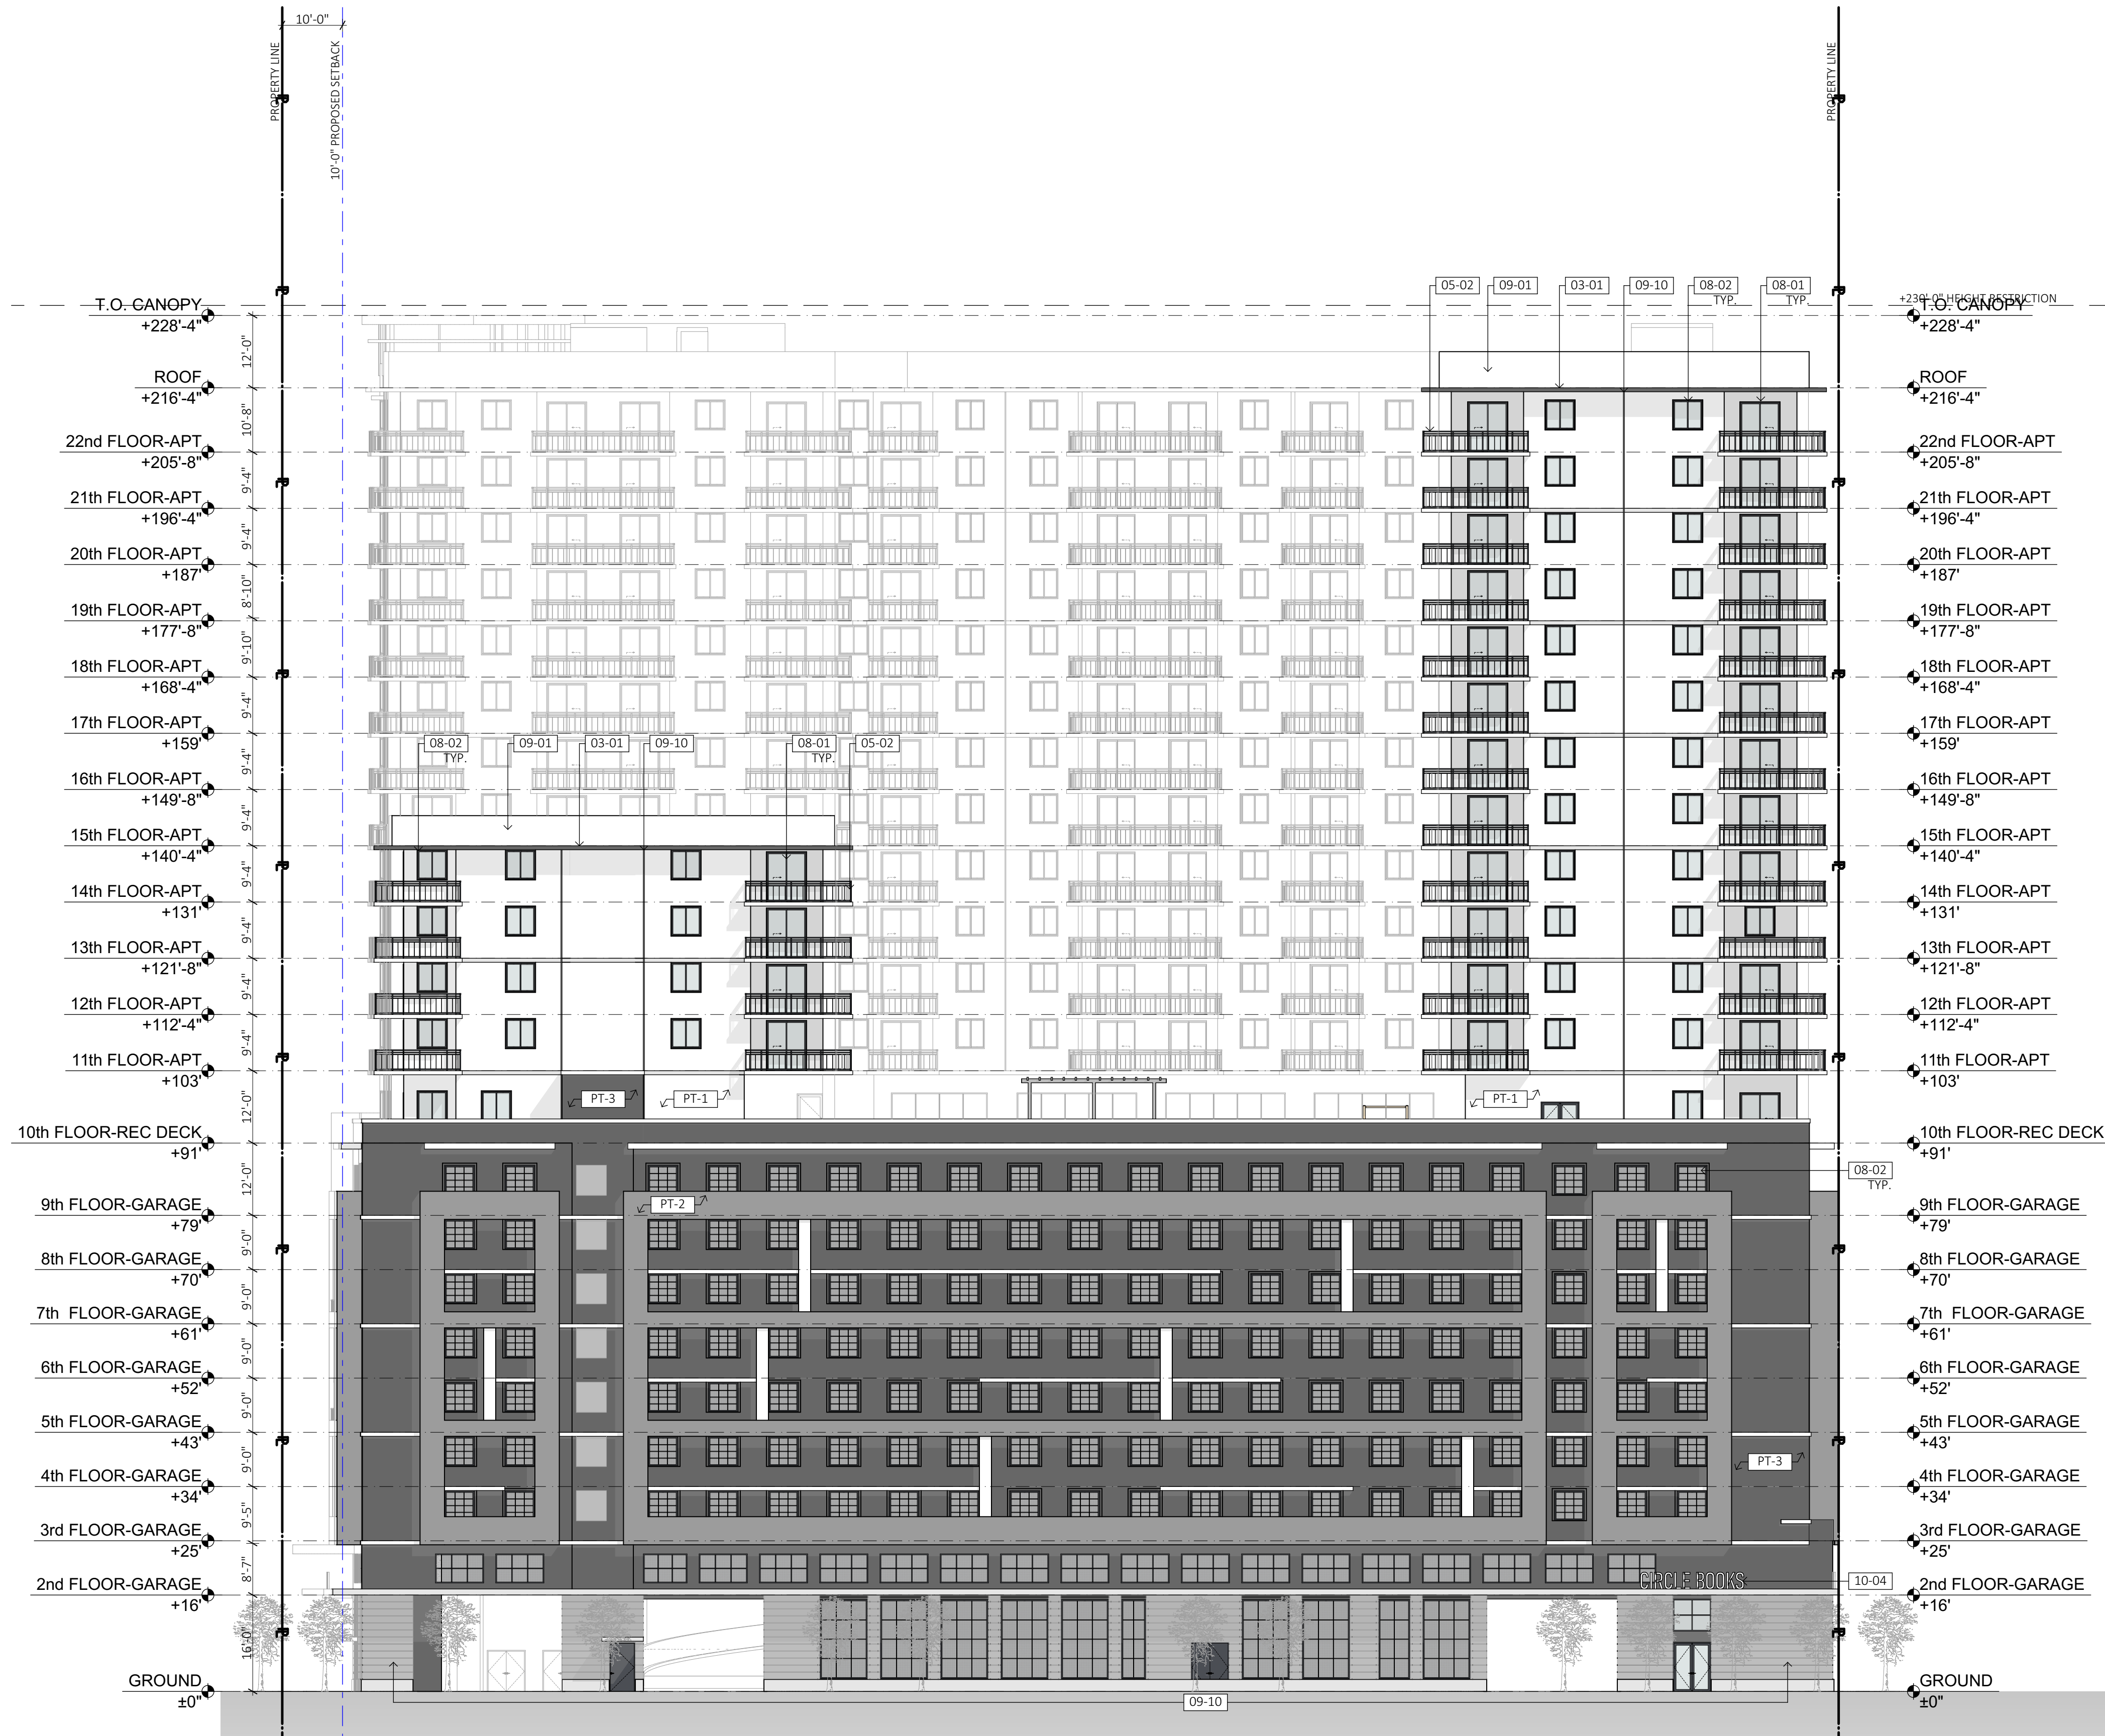 10'-0"
PROPERTY LINE
10'-0" PROPOSED SETBACK
PROPERTY LINE
05-02
09-01
03-01
09-10
08-02
TYP.
08-01
TYP.
+230'-0" HEIGHT RESTRICTION
T.O. CANOPY
+228'-4"
T.O. CANOPY
+228'-4"
12'-0"
ROOF
+216'-4"
ROOF
+216'-4"
10'-8"
22nd FLOOR-APT
+205'-8"
22nd FLOOR-APT
+205'-8"
9'-4"
21th FLOOR-APT
+196'-4"
21th FLOOR-APT
+196'-4"
9'-4"
20th FLOOR-APT
+187'
20th FLOOR-APT
+187'
8'-10"
19th FLOOR-APT
+177'-8"
19th FLOOR-APT
+177'-8"
9'-10"
18th FLOOR-APT
+168'-4"
18th FLOOR-APT
+168'-4"
9'-4"
17th FLOOR-APT
+159'
17th FLOOR-APT
+159'
08-02
TYP.
09-01
03-01
09-10
08-01
TYP.
05-02
9'-4"
16th FLOOR-APT
+149'-8"
16th FLOOR-APT
+149'-8"
9'-4"
15th FLOOR-APT
+140'-4"
15th FLOOR-APT
+140'-4"
9'-4"
14th FLOOR-APT
+131'
14th FLOOR-APT
+131'
9'-4"
13th FLOOR-APT
+121'-8"
13th FLOOR-APT
+121'-8"
9'-4"
12th FLOOR-APT
+112'-4"
12th FLOOR-APT
+112'-4"
9'-4"
11th FLOOR-APT
+103'
11th FLOOR-APT
+103'
12'-0"
PT-3
PT-1
PT-1
10th FLOOR-REC DECK
+91'
10th FLOOR-REC DECK
+91'
12'-0"
08-02
TYP.
PT-2
9th FLOOR-GARAGE
+79'
9th FLOOR-GARAGE
+79'
9'-0"
8th FLOOR-GARAGE
+70'
8th FLOOR-GARAGE
+70'
9'-0"
7th FLOOR-GARAGE
+61'
7th FLOOR-GARAGE
+61'
9'-0"
6th FLOOR-GARAGE
+52'
6th FLOOR-GARAGE
+52'
9'-0"
5th FLOOR-GARAGE
+43'
5th FLOOR-GARAGE
+43'
9'-0"
PT-3
4th FLOOR-GARAGE
+34'
4th FLOOR-GARAGE
+34'
9'-5"
3rd FLOOR-GARAGE
+25'
3rd FLOOR-GARAGE
+25'
8'-7"
CIRCLE BOOKS
10-04
2nd FLOOR-GARAGE
+16'
2nd FLOOR-GARAGE
+16'
16'-0"
GROUND
±0"
GROUND
±0"
09-10